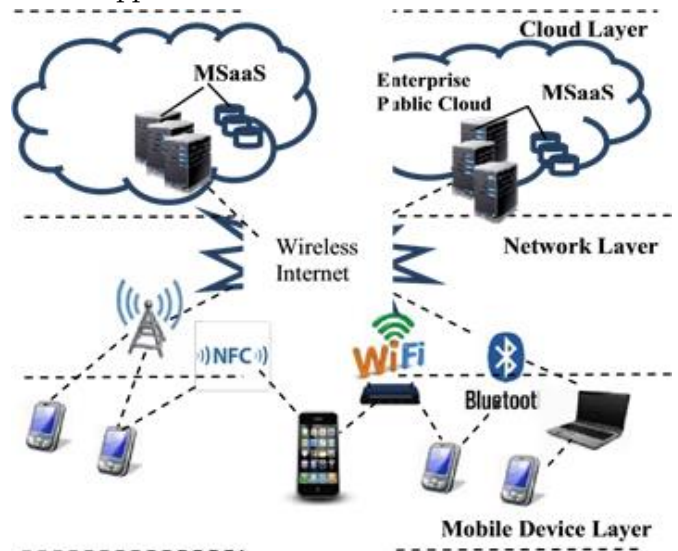 Cloud Layer
MSaaS
Enterprise
Public Cloud
MSaaS
Wireless
Internet
Network Layer
NFC
WiFi
Bluetoot
Mobile Device Layer